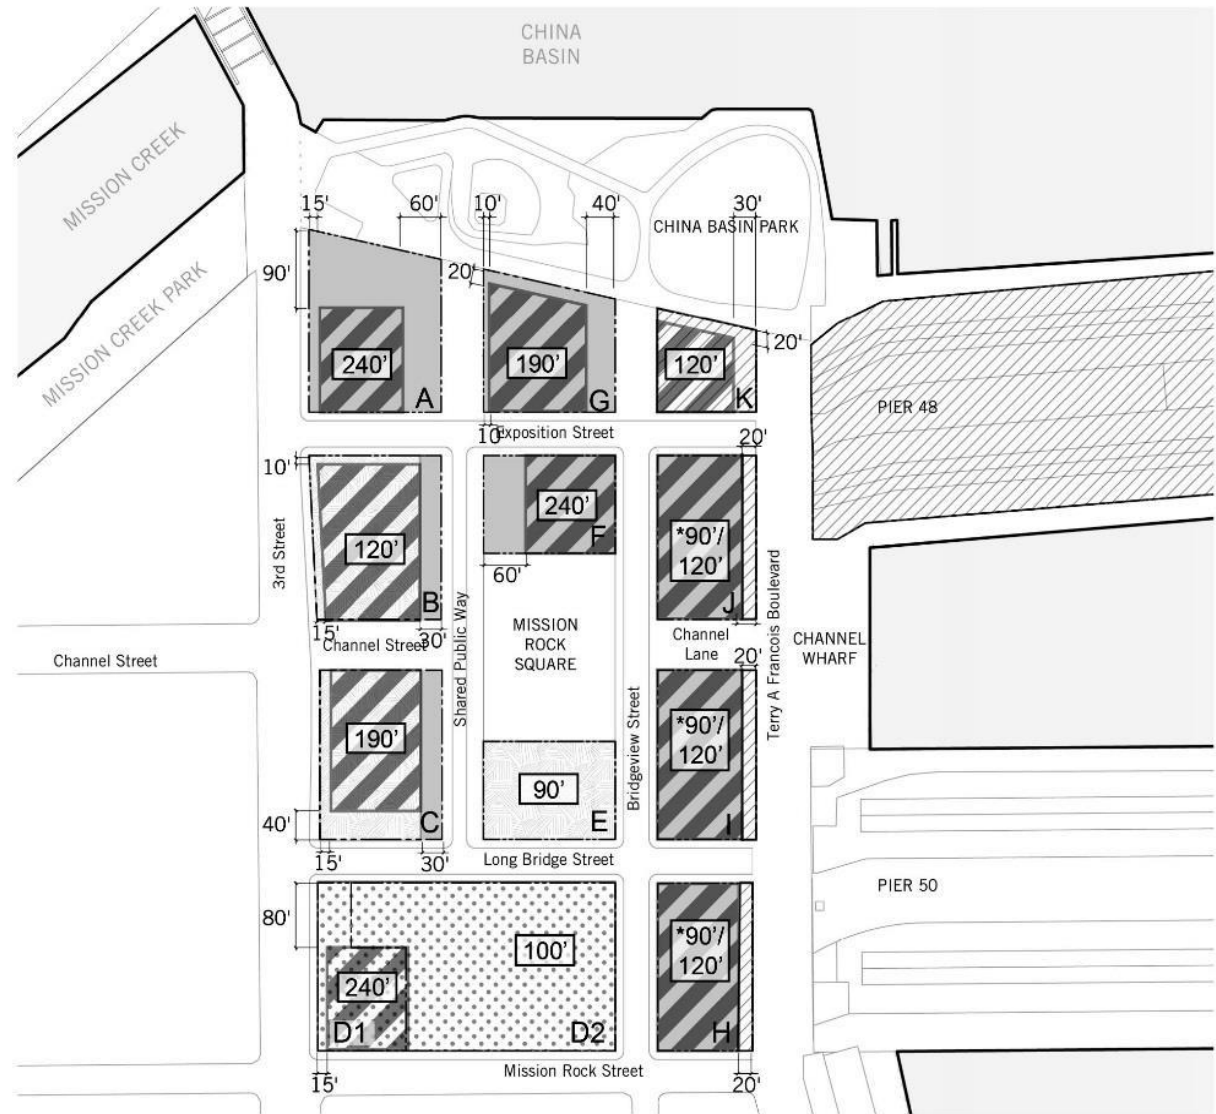 CHINA
BASIN
MISSION CREEK
MISSION CREEK PARK
15'
60'
10'
40'
30'
CHINA BASIN PARK
90'
20'
20'
240'
A
190'
G
120'
K
PIER 48
10'
Exposition Street
20'
10'
3rd Street
120'
B
240'
F
60'
*90'/
120'
J
15'
Channel Street
30'
Shared Public Way
MISSION
ROCK
SQUARE
Channel
Lane
20'
Terry A Francois Boulevard
CHANNEL
WHARF
Channel Street
190'
C
40'
15'
30'
90'
E
Bridgeview Street
*90'/
120'
I
Long Bridge Street
PIER 50
80'
240'
D1
100'
D2
*90'/
120'
H
15'
Mission Rock Street
20'